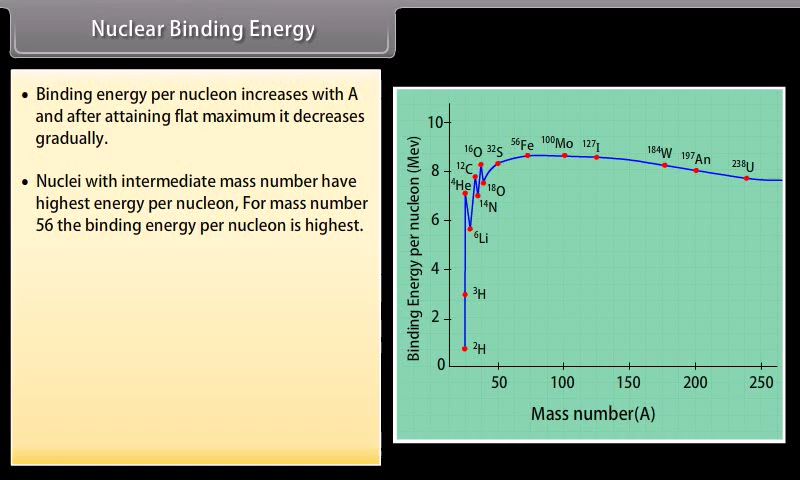 Nuclear Binding Energy
• Binding energy per nucleon increases with A
and after attaining flat maximum it decreases
gradually.
• Nuclei with intermediate mass number have
highest energy per nucleon, For mass number
56 the binding energy per nucleon is highest.
Binding Energy per nucleon (Mev)
10
8
6
4
2
0
²H
³H
⁴He
⁶Li
¹²C
¹⁴N
¹⁶O
¹⁸O
³²S
⁵⁶Fe
¹⁰⁰Mo
¹²⁷I
¹⁸⁴W
¹⁹⁷An
²³⁸U
50 100 150 200 250
Mass number(A)